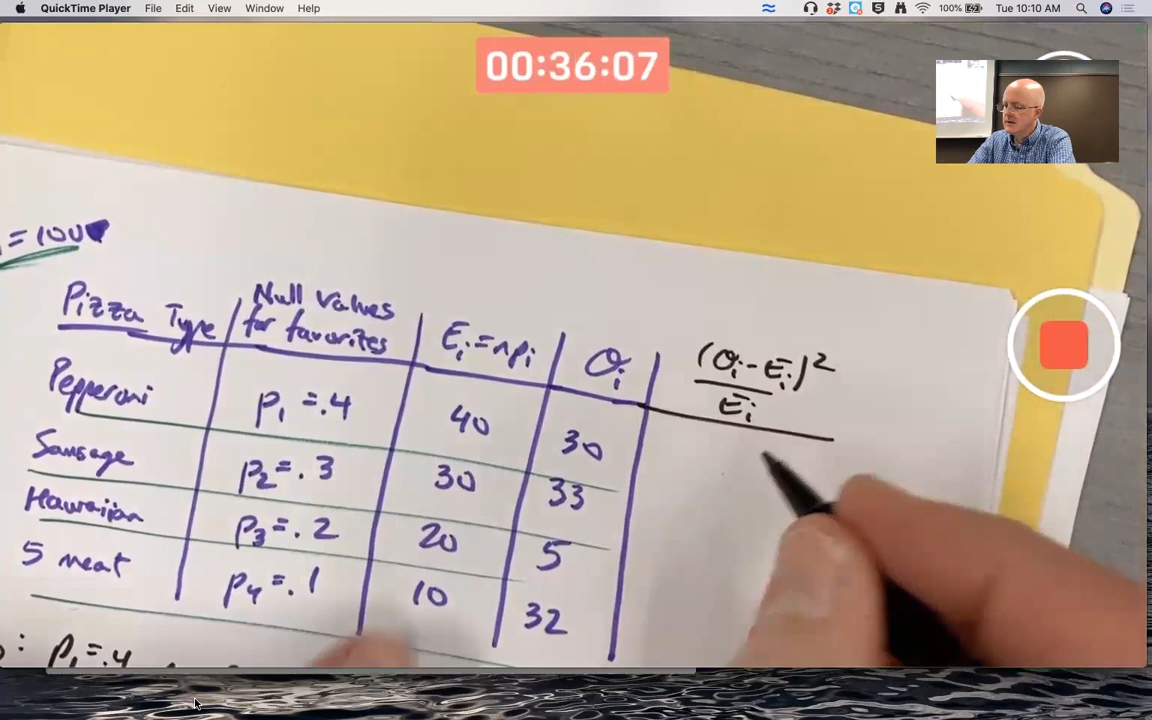 QuickTime Player File Edit View Window Help 100% Tue 10:10 AM
00:36:07
= 100
Pizza Type
Null values for favorites
Ei = npi
Oi
(Oi - Ei)²
Ei
Pepperoni p1 = .4 40 30
Sausage p2 = .3 30 33
Hawaiian p3 = .2 20 5
5 meat p4 = .1 10 32
: p1 = .4